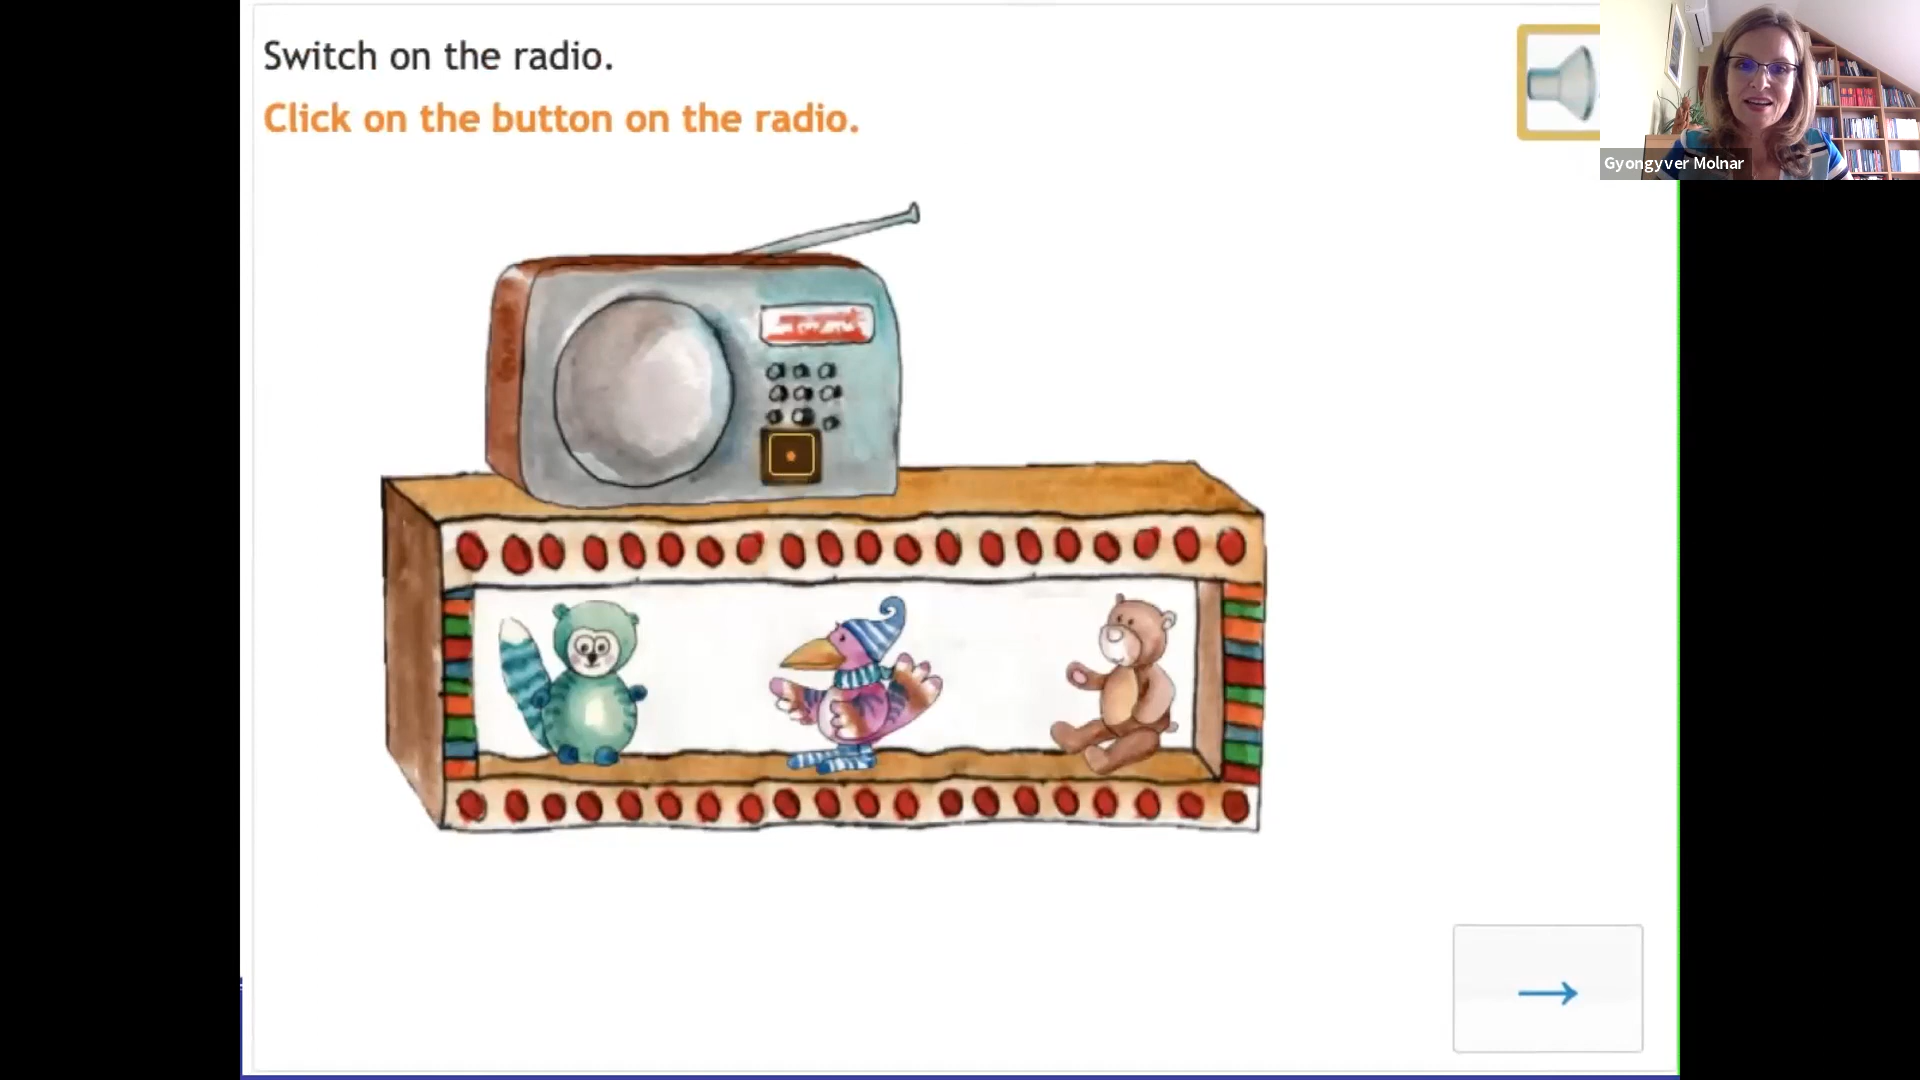 Switch on the radio.
Click on the button on the radio.
Gyongyver Molnar